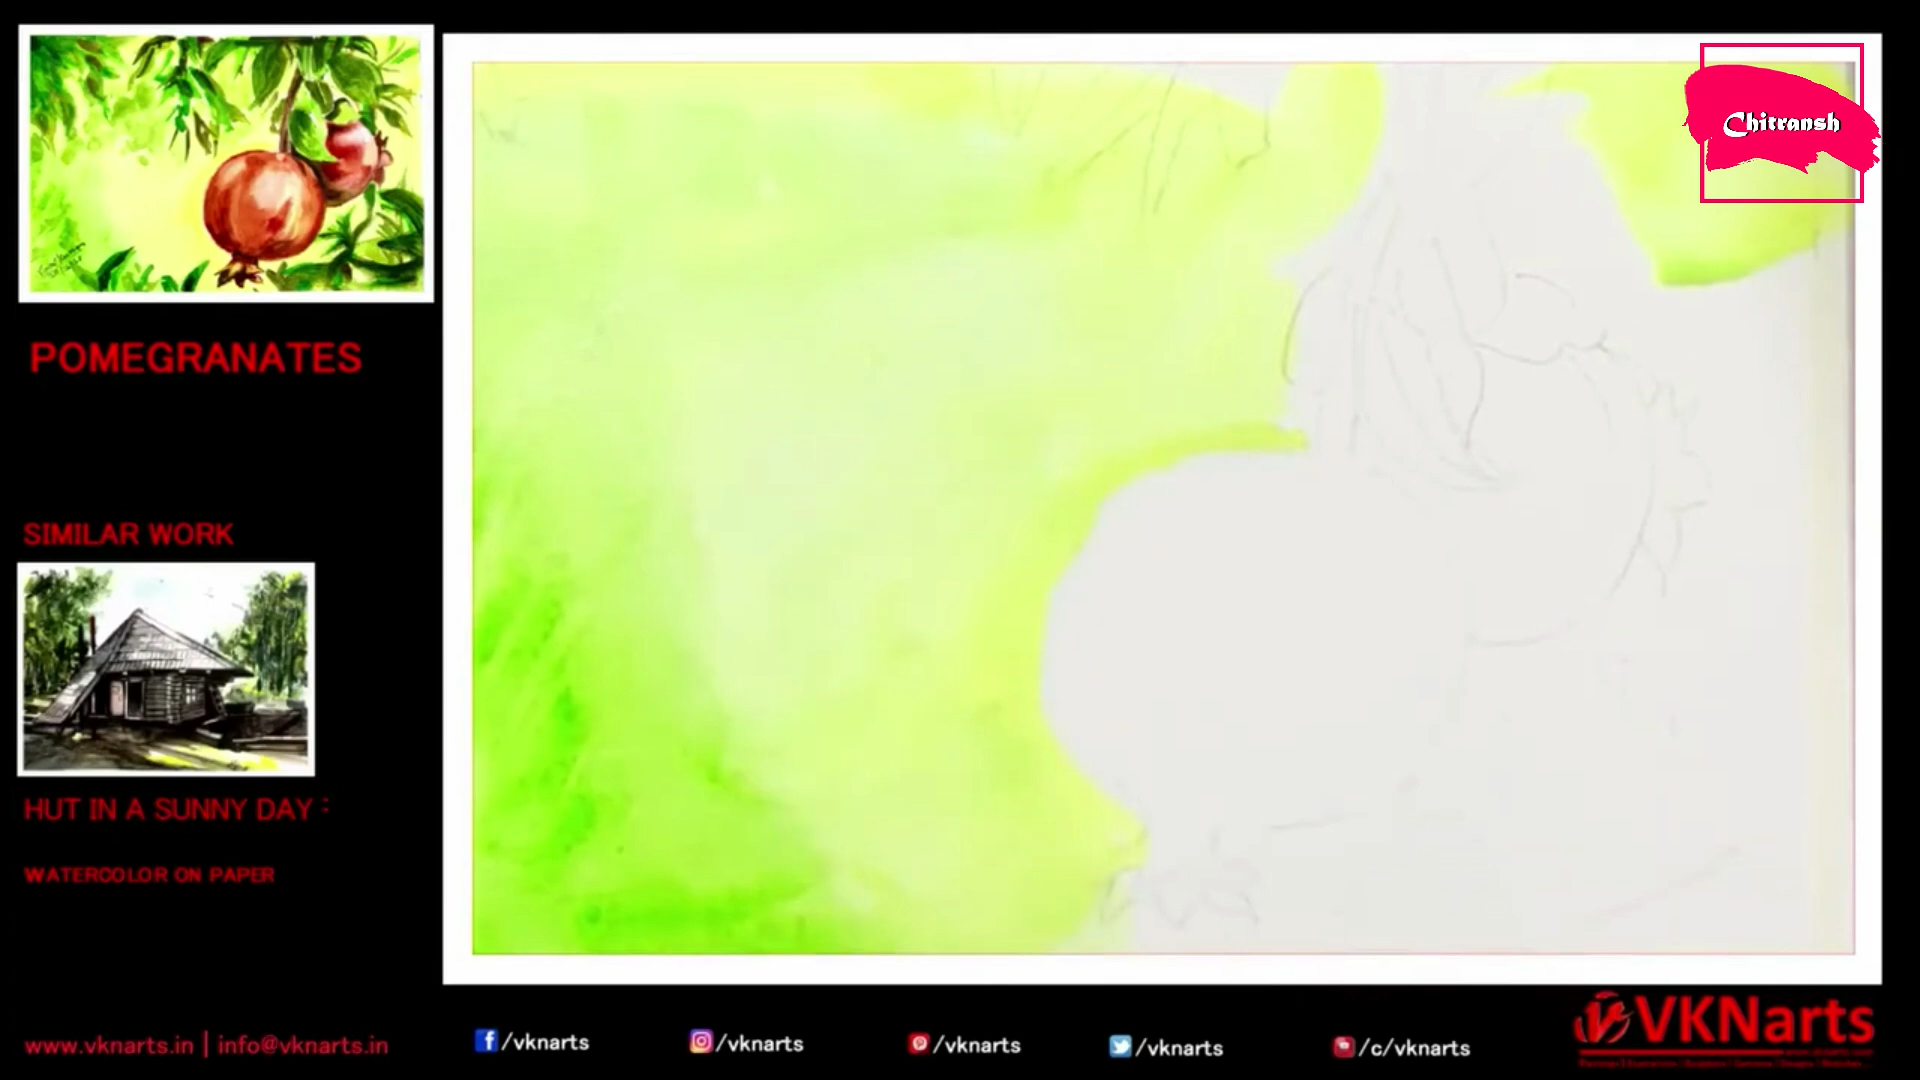 Chitransh
POMEGRANATES
SIMILAR WORK
HUT IN A SUNNY DAY :
WATERCOLOR ON PAPER
www.vknarts.in | info@vknarts.in
/vknarts
/vknarts
/vknarts
/vknarts
/c/vknarts
VKNarts